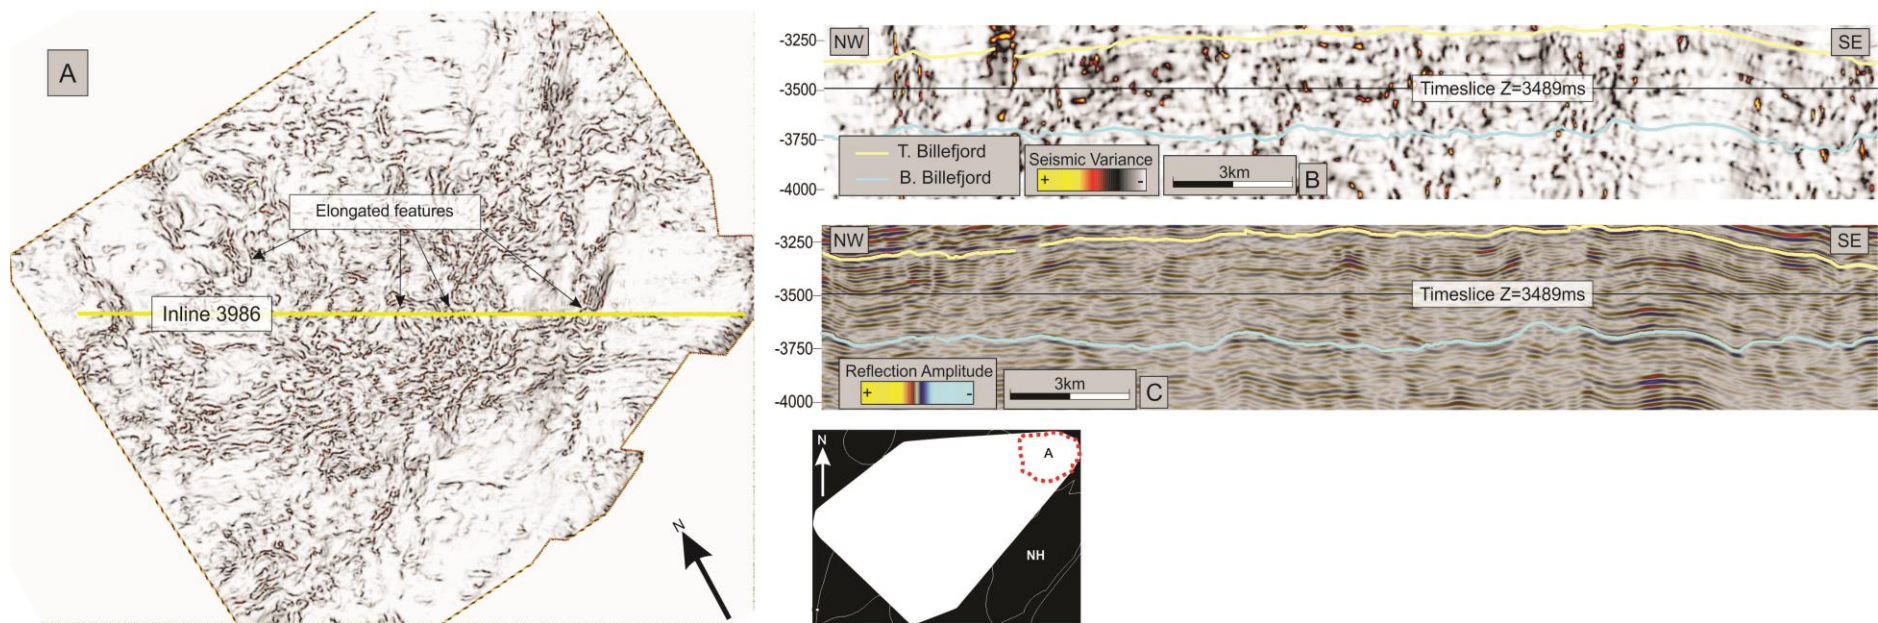 A
Elongated features
Inline 3986
N
-3250
-3500
-3750
-4000
NW
SE
Timeslice Z=3489ms
T. Billefjord
B. Billefjord
Seismic Variance
+
-
3km
B
-3250
-3500
-3750
-4000
NW
SE
Timeslice Z=3489ms
Reflection Amplitude
+
-
3km
C
N
A
NH